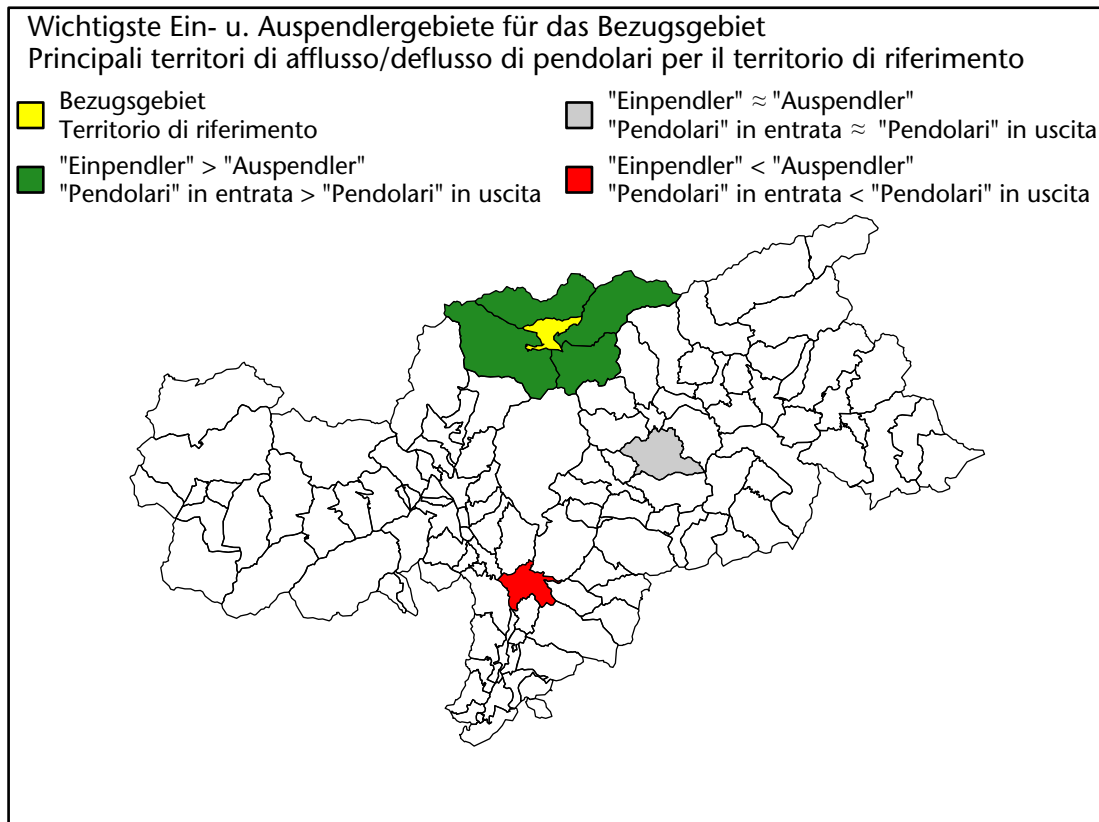 Wichtigste Ein- u. Auspendlergebiete für das Bezugsgebiet
Principali territori di afflusso/deflusso di pendolari per il territorio di riferimento
Bezugsgebiet
Territorio di riferimento
"Einpendler" > "Auspendler"
"Pendolari" in entrata > "Pendolari" in uscita
"Einpendler" ≈ "Auspendler"
"Pendolari" in entrata ≈ "Pendolari" in uscita
"Einpendler" < "Auspendler"
"Pendolari" in entrata < "Pendolari" in uscita